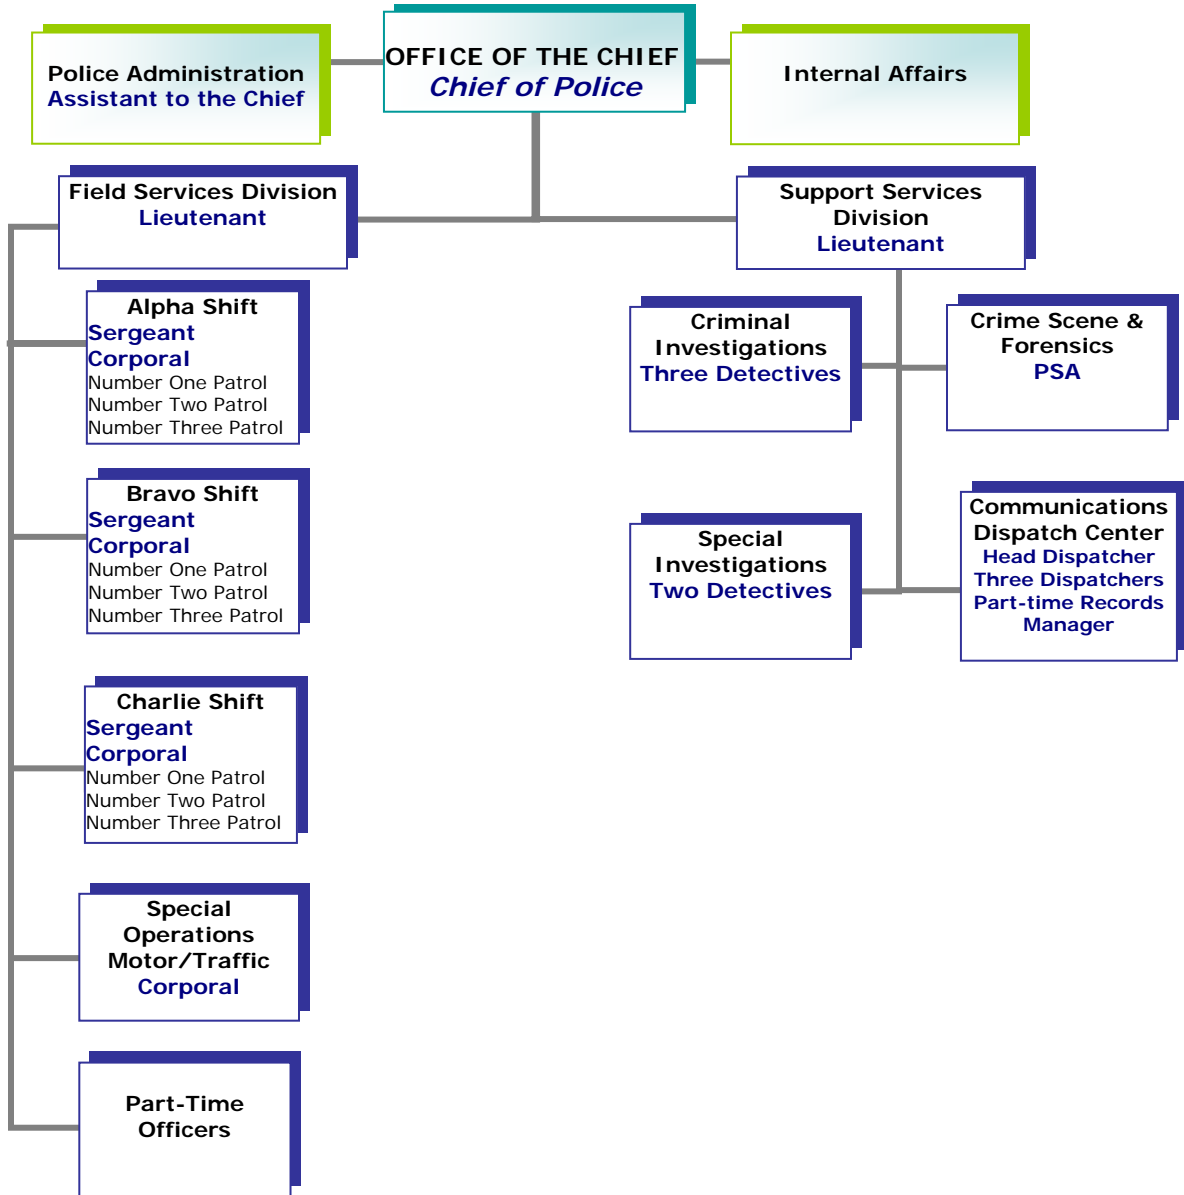 Police Administration
Assistant to the Chief
OFFICE OF THE CHIEF
Chief of Police
Internal Affairs
Field Services Division
Lieutenant
Support Services
Division
Lieutenant
Alpha Shift
Sergeant
Corporal
Number One Patrol
Number Two Patrol
Number Three Patrol
Criminal
Investigations
Three Detectives
Crime Scene &
Forensics
PSA
Bravo Shift
Sergeant
Corporal
Number One Patrol
Number Two Patrol
Number Three Patrol
Special
Investigations
Two Detectives
Communications
Dispatch Center
Head Dispatcher
Three Dispatchers
Part-time Records
Manager
Charlie Shift
Sergeant
Corporal
Number One Patrol
Number Two Patrol
Number Three Patrol
Special
Operations
Motor/Traffic
Corporal
Part-Time
Officers